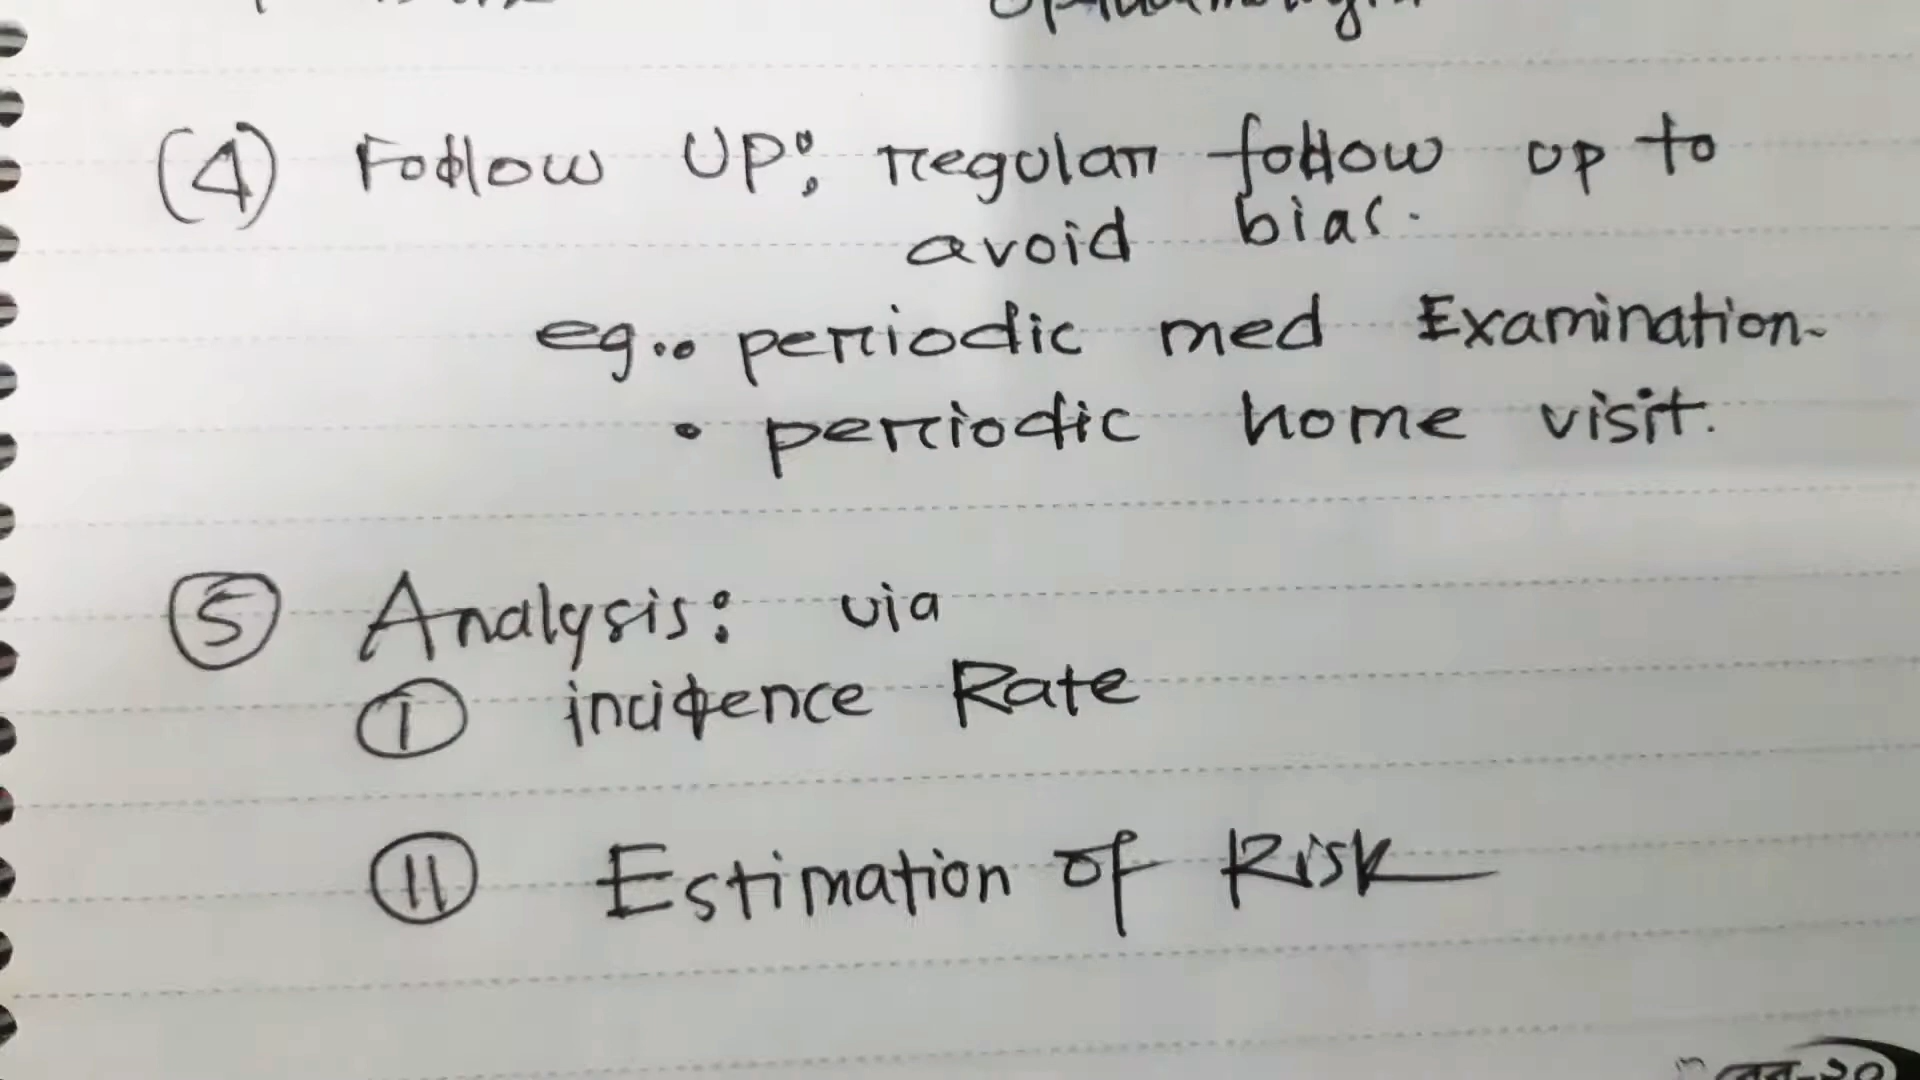 (4) Follow UP: regular follow up to
avoid bias.
eg.. periodic med Examination-
• periodic home visit.
(5) Analysis: via
(I) incidence Rate
(II) Estimation of Risk